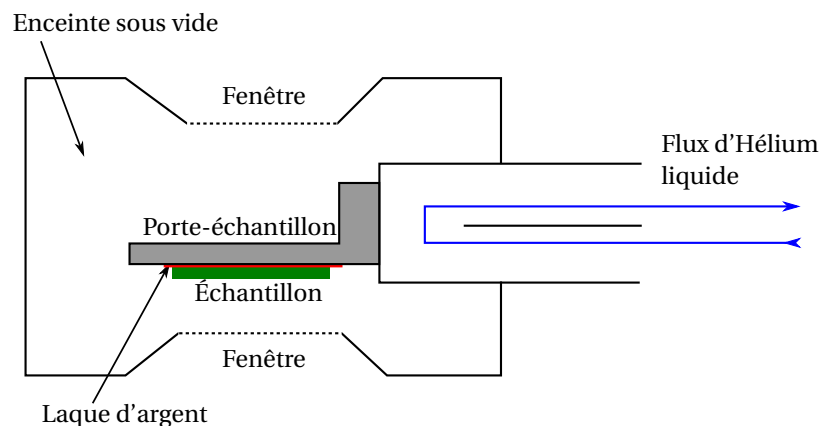 Enceinte sous vide
Fenêtre
Flux d'Hélium
liquide
Porte-échantillon
Échantillon
Fenêtre
Laque d'argent